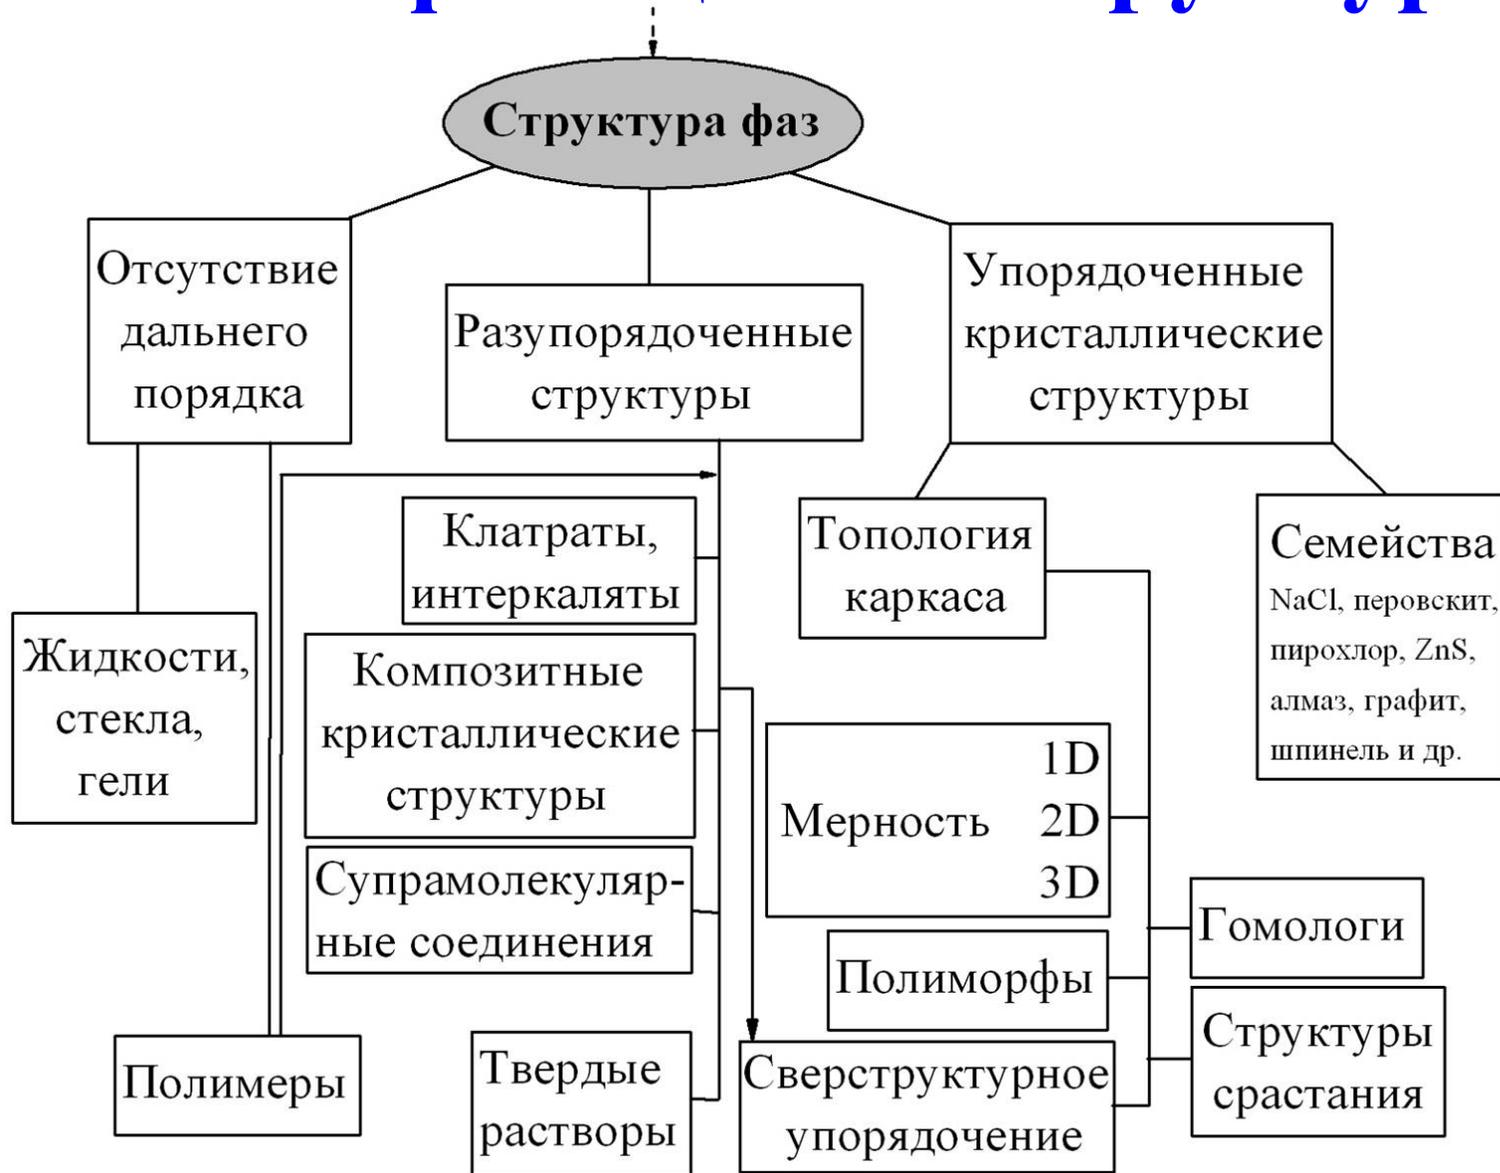 Структура фаз
Отсутствие
дальнего
порядка
Разупорядоченные
структуры
Упорядоченные
кристаллические
структуры
Клатраты,
интеркаляты
Топология
каркаса
Семейства
NaCl, перовскит,
пирохлор, ZnS,
алмаз, графит,
шпинель и др.
Жидкости,
стекла,
гели
Композитные
кристаллические
структуры
1D
Мерность 2D
3D
Супрамолекуляр-
ные соединения
Гомологи
Полиморфы
Структуры
срастания
Полимеры
Твердые
растворы
Сверструктурное
упорядочение